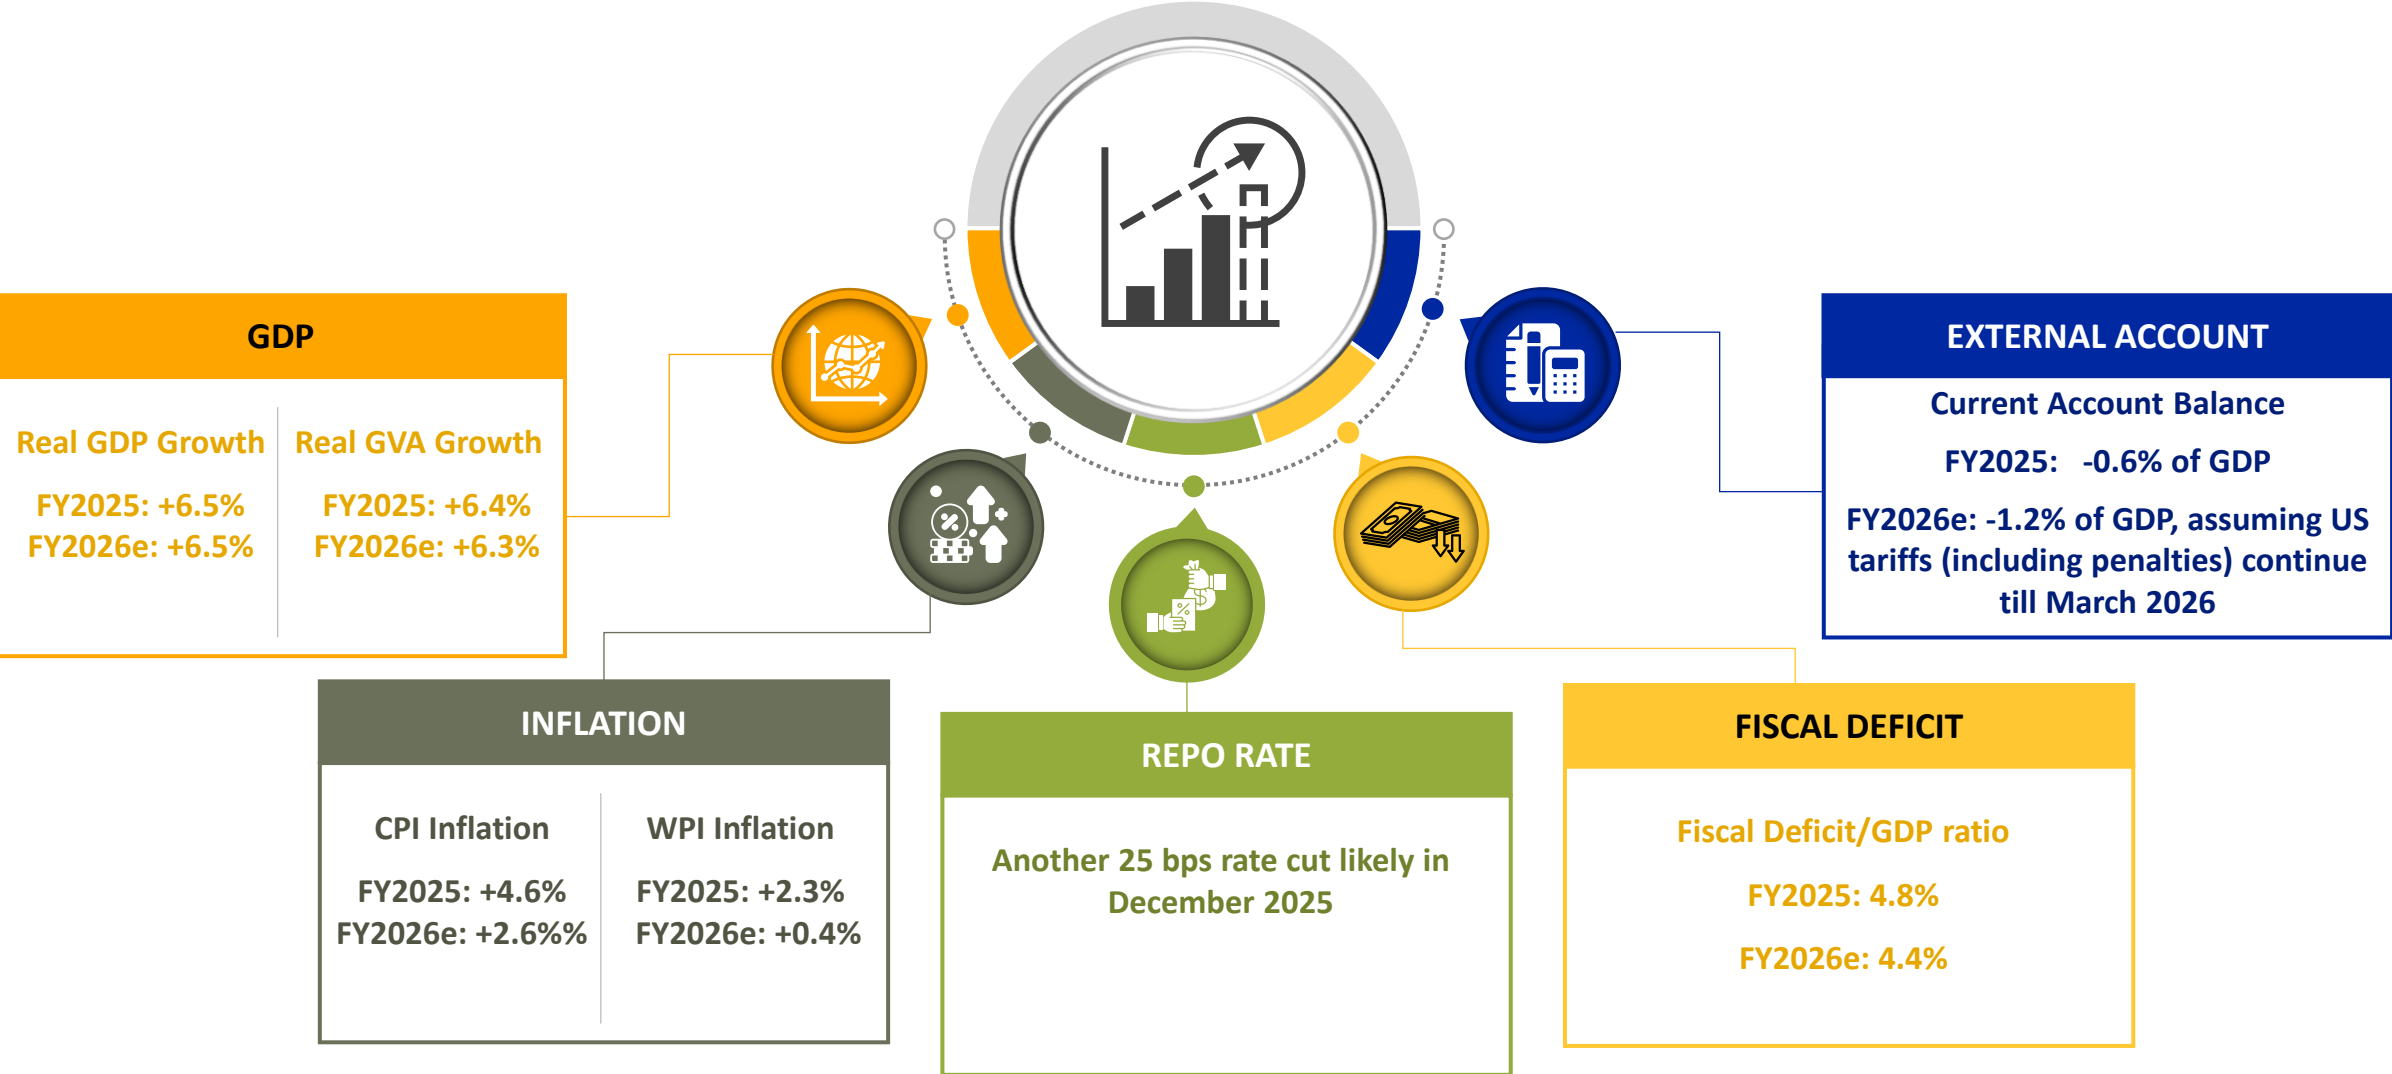 GDP
Real GDP Growth
FY2025: +6.5%
FY2026e: +6.5%
Real GVA Growth
FY2025: +6.4%
FY2026e: +6.3%
INFLATION
CPI Inflation
FY2025: +4.6%
FY2026e: +2.6%%
WPI Inflation
FY2025: +2.3%
FY2026e: +0.4%
REPO RATE
Another 25 bps rate cut likely in
December 2025
FISCAL DEFICIT
Fiscal Deficit/GDP ratio
FY2025: 4.8%
FY2026e: 4.4%
EXTERNAL ACCOUNT
Current Account Balance
FY2025: -0.6% of GDP
FY2026e: -1.2% of GDP, assuming US
tariffs (including penalties) continue
till March 2026